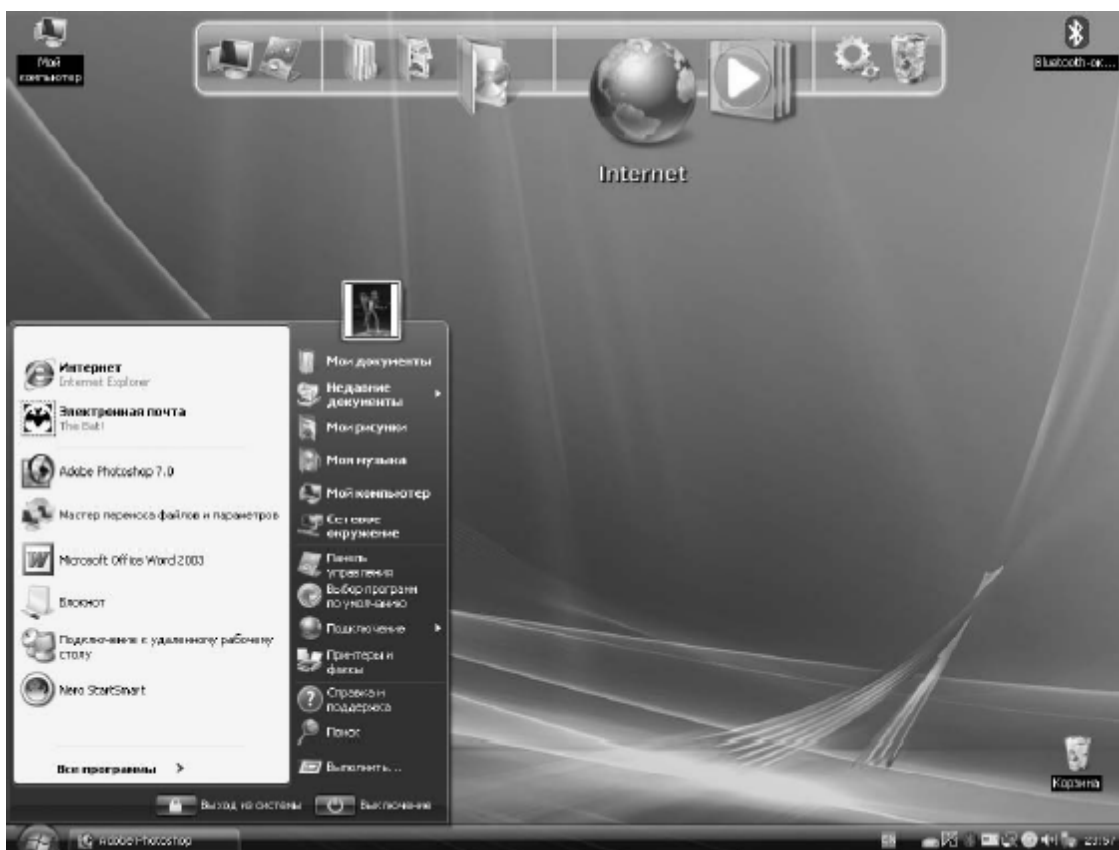 Мой
компьютер
Bluetooth-ок...
Internet
Интернет
Internet Explorer
Электронная почта
The Bat!
Adobe Photoshop 7.0
Мастер переноса файлов и параметров
Microsoft Office Word 2003
Блокнот
Подключение к удаленному рабочему
столу
Nero StartSmart
Все программы
Мои документы
Недавние
документы
Мои рисунки
Моя музыка
Мой компьютер
Сетевое
окружение
Панель
управления
Выбор программ
по умолчанию
Подключение
Принтеры и
факсы
Справка и
поддержка
Поиск
Выполнить...
Выход из системы
Выключение
Корзина
Adobe Photoshop
EN
23:57